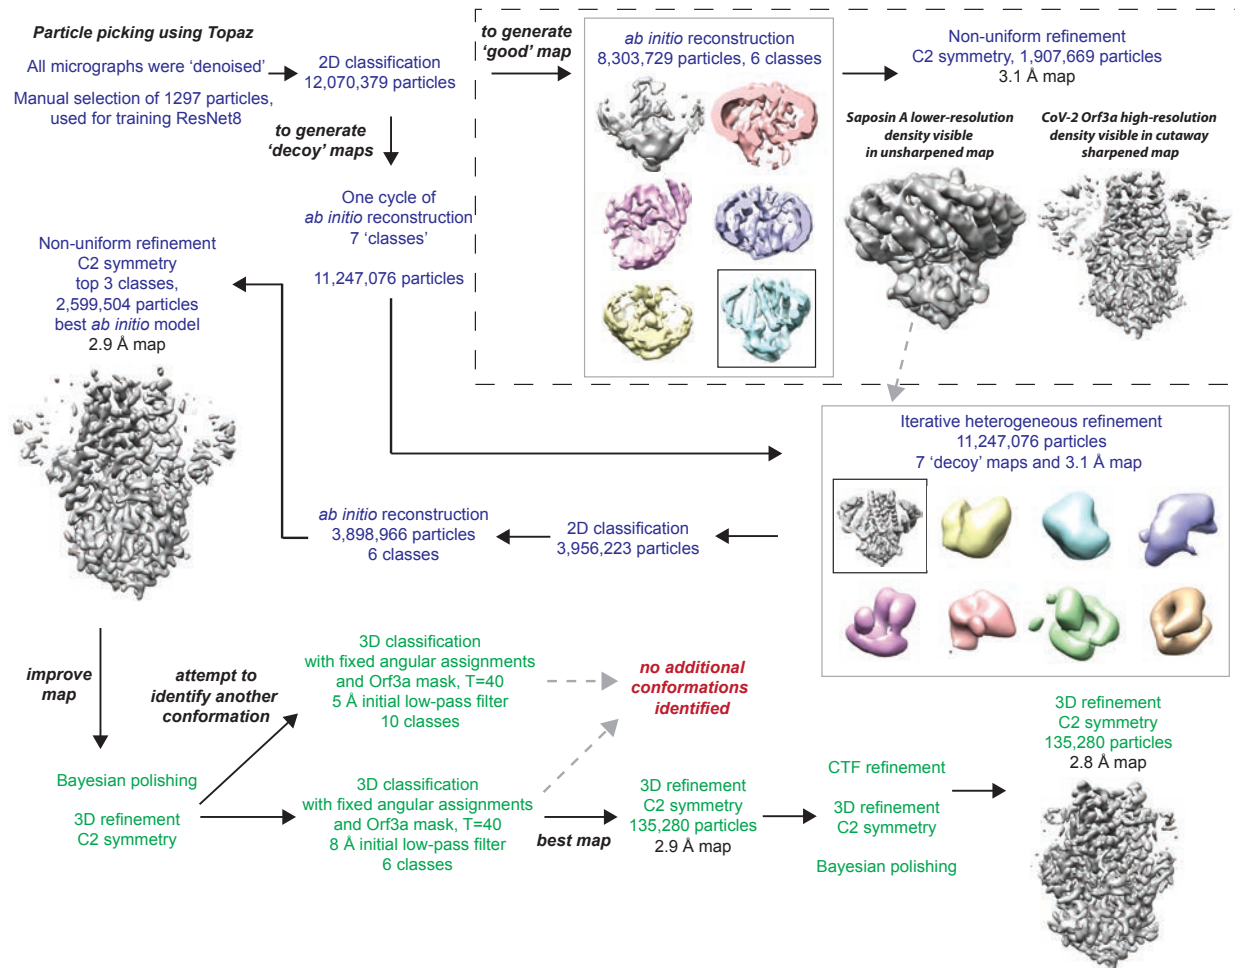 Particle picking using Topaz
All micrographs were ‘denoised’
Manual selection of 1297 particles,
used for training ResNet8
2D classification
12,070,379 particles
to generate
‘good’ map
ab initio reconstruction
8,303,729 particles, 6 classes
Non-uniform refinement
C2 symmetry, 1,907,669 particles
3.1 Å map
Saposin A lower-resolution
density visible
in unsharpened map
CoV-2 Orf3a high-resolution
density visible in cutaway
sharpened map
to generate
‘decoy’ maps
One cycle of
ab initio reconstruction
7 ‘classes’
11,247,076 particles
Non-uniform refinement
C2 symmetry
top 3 classes,
2,599,504 particles
best ab initio model
2.9 Å map
Iterative heterogeneous refinement
11,247,076 particles
7 ‘decoy’ maps and 3.1 Å map
2D classification
3,956,223 particles
ab initio reconstruction
3,898,966 particles
6 classes
improve
map
attempt to
identify another
conformation
3D classification
with fixed angular assignments
and Orf3a mask, T=40
5 Å initial low-pass filter
10 classes
no additional
conformations
identified
Bayesian polishing
3D refinement
C2 symmetry
3D classification
with fixed angular assignments
and Orf3a mask, T=40
8 Å initial low-pass filter
6 classes
best map
3D refinement
C2 symmetry
135,280 particles
2.9 Å map
CTF refinement
3D refinement
C2 symmetry
Bayesian polishing
3D refinement
C2 symmetry
135,280 particles
2.8 Å map